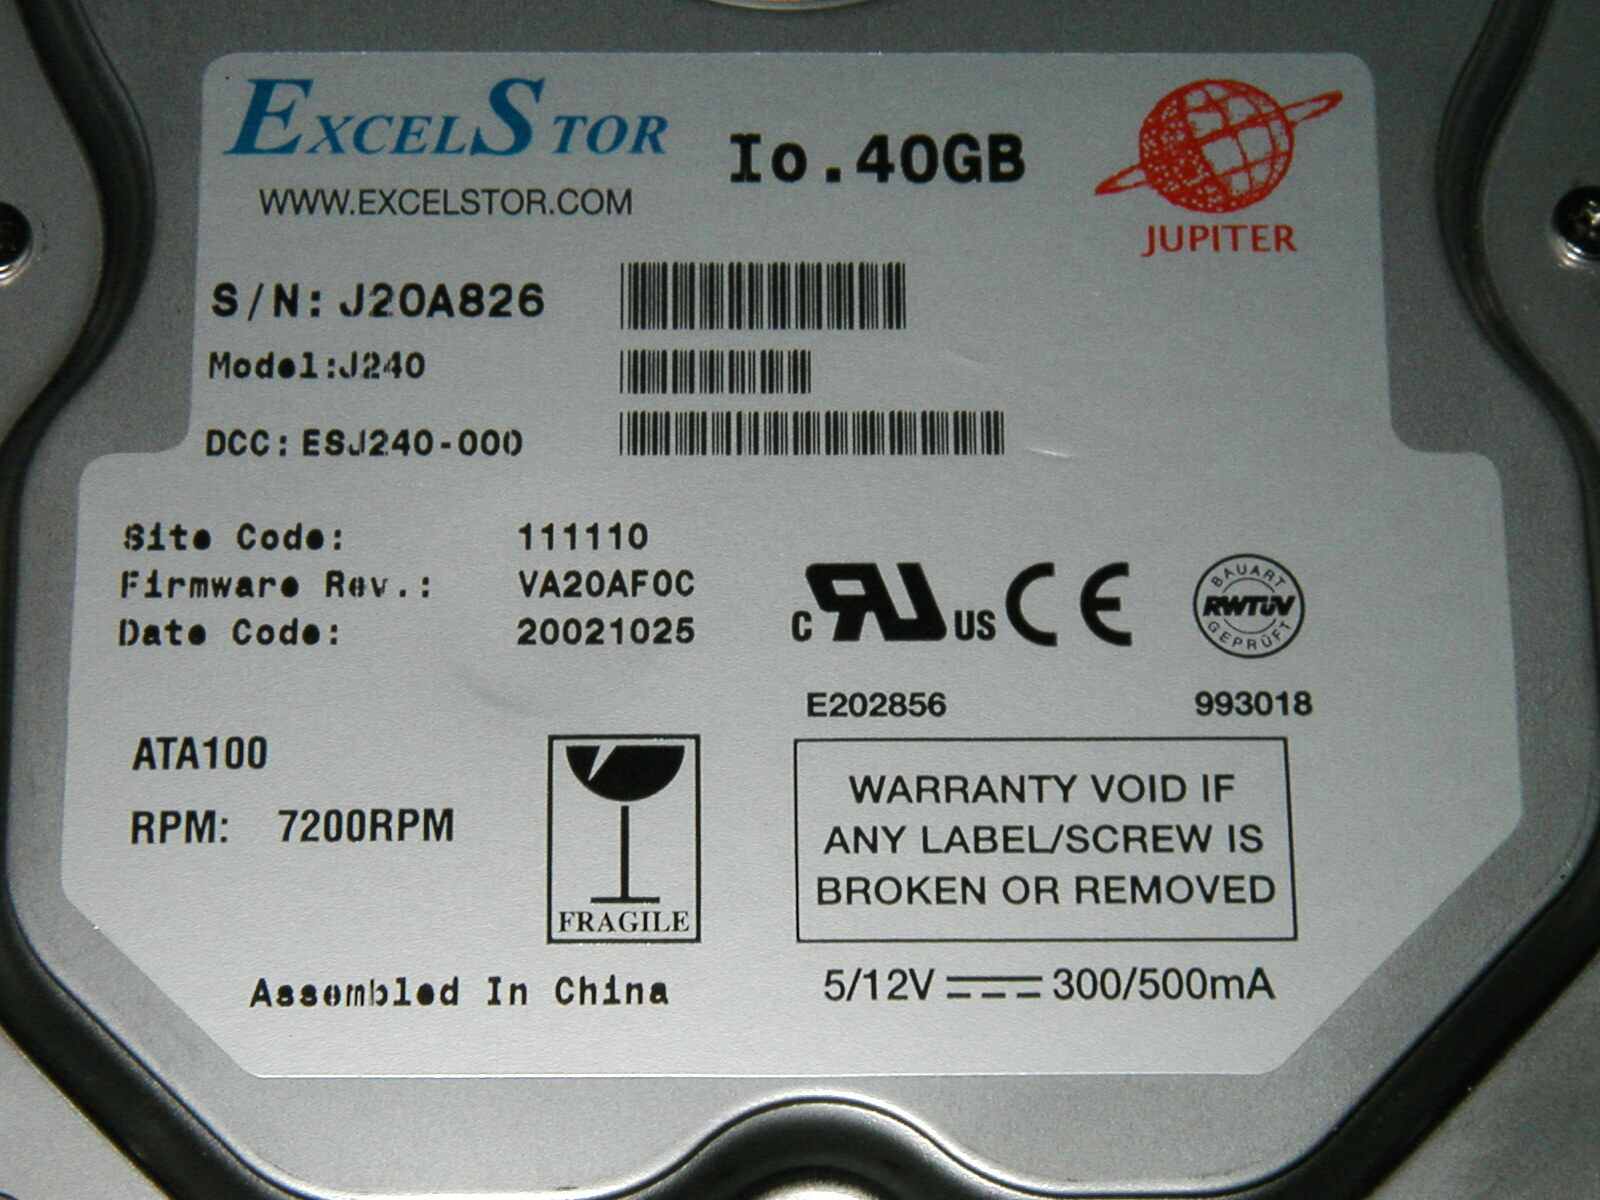 EXCELSTOR
WWW.EXCELSTOR.COM
Io.40GB
JUPITER
S/N:J20A826
Model:J240
DCC:ESJ240-000
Site Code: 111110
Firmware Rev.: VA20AF0C
Date Code: 20021025
C RU US CE
BAUART
RWTÜV
GEPRÜFT
E202856 993018
ATA100
RPM: 7200RPM
FRAGILE
WARRANTY VOID IF
ANY LABEL/SCREW IS
BROKEN OR REMOVED
Assembled In China
5/12V 300/500mA